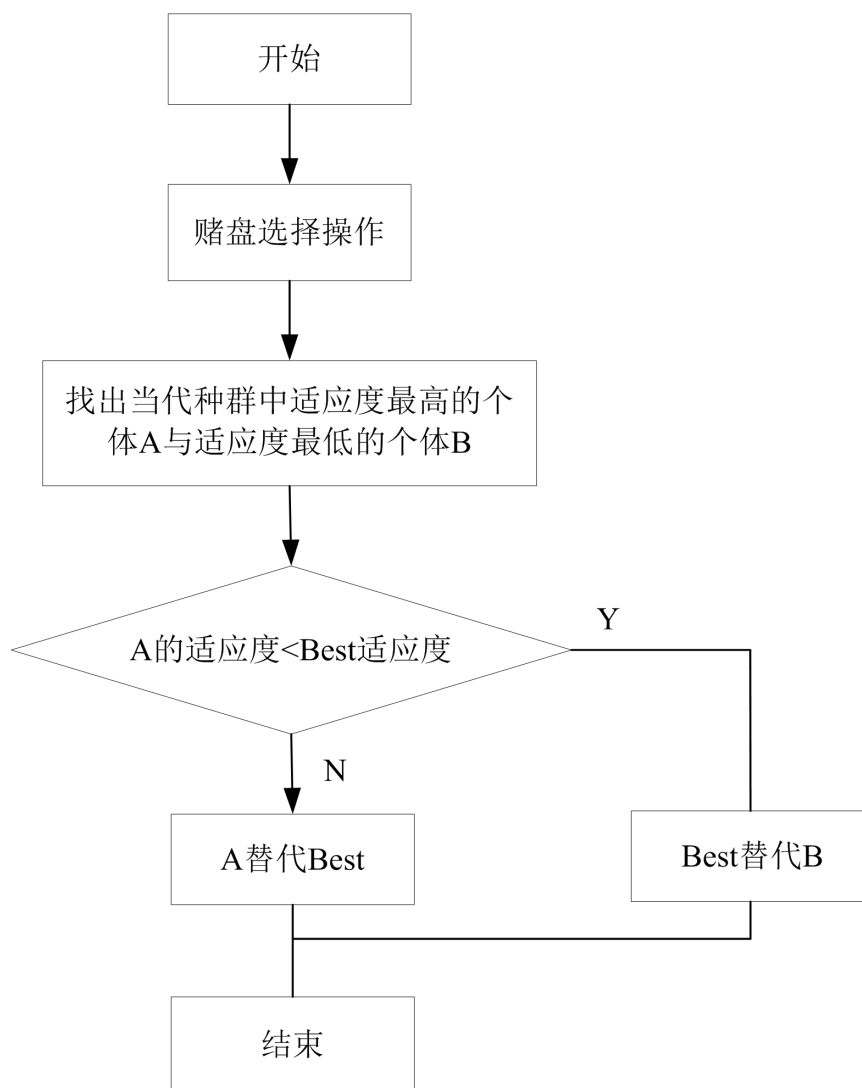 开始
赌盘选择操作
找出当代种群中适应度最高的个
体A与适应度最低的个体B
A的适应度<Best适应度
Y
N
A替代Best
Best替代B
结束